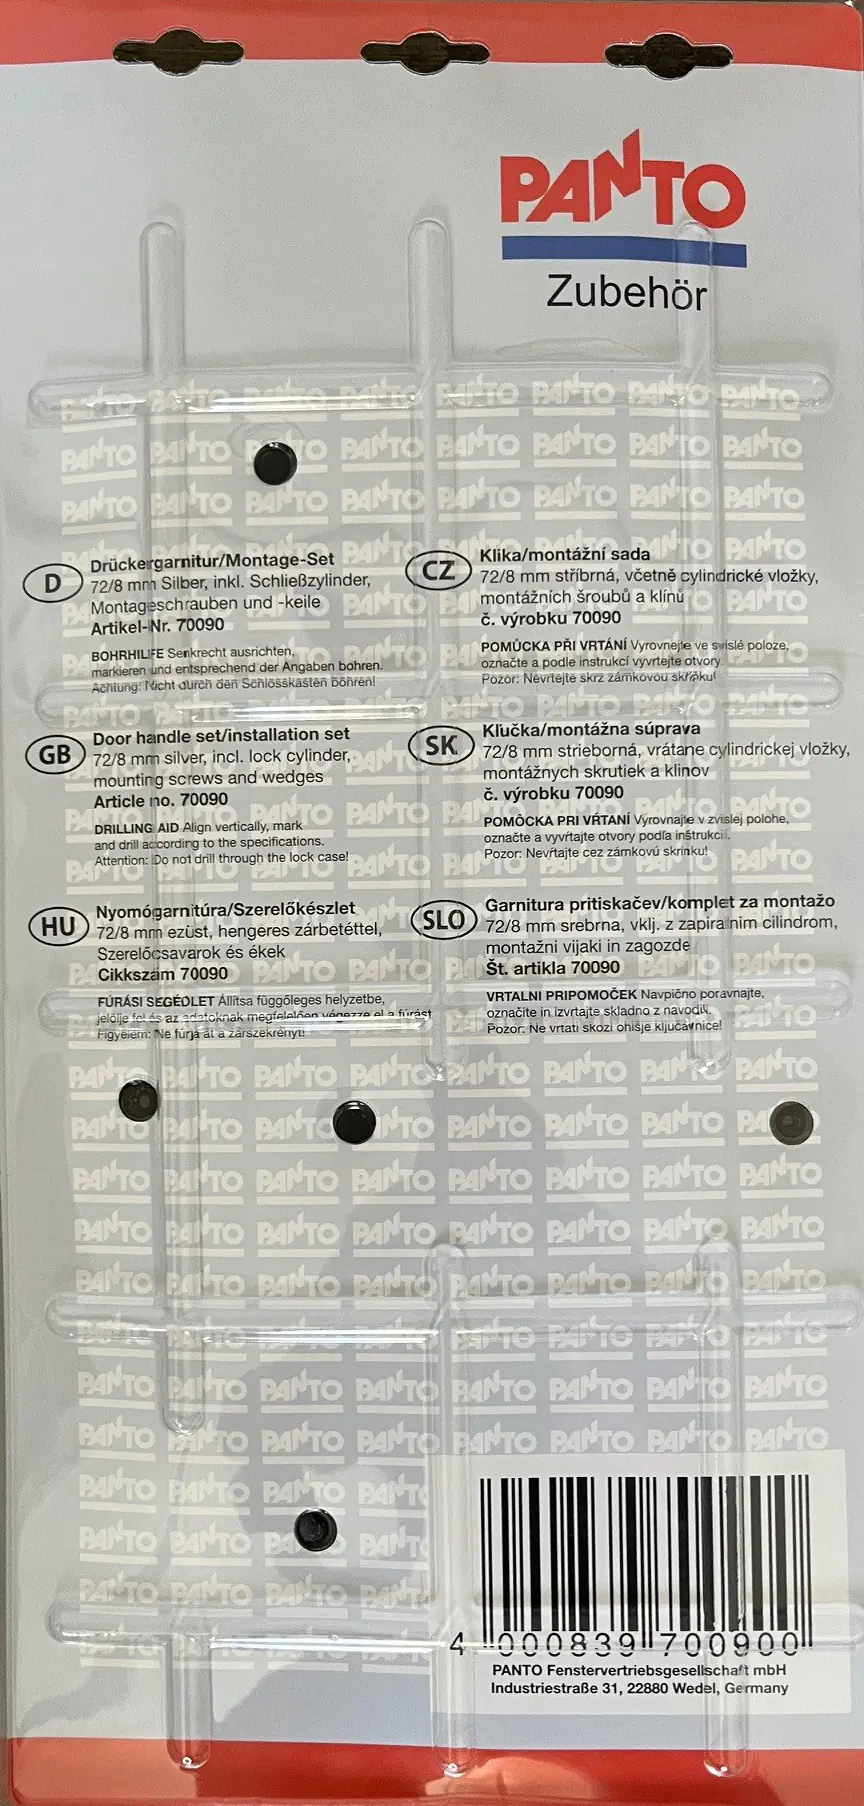 PANTO
Zubehör
D
Drückergarnitur/Montage-Set
72/8 mm Silber, inkl. Schließzylinder,
Montageschrauben und -keile
Artikel-Nr. 70090
BOHRHILFE Senkrecht ausrichten,
markieren und entsprechend der Angaben bohren.
Achtung: Nicht durch den Schlosskasten bohren!
CZ
Klika/montážní sada
72/8 mm stříbrná, včetně cylindrické vložky,
montážních šroubů a klínů
č. výrobku 70090
POMŮCKA PŘI VRTÁNÍ Vyrovnejte ve svislé poloze,
označte a podle instrukcí vyvrtejte otvory.
Pozor: Nevrtejte skrz zámkovou skříňku!
GB
Door handle set/installation set
72/8 mm silver, incl. lock cylinder,
mounting screws and wedges
Article no. 70090
DRILLING AID Align vertically, mark
and drill according to the specifications.
Attention: Do not drill through the lock case!
SK
Kľučka/montážna súprava
72/8 mm strieborná, vrátane cylindrickej vložky,
montážnych skrutiek a klinov
č. výrobku 70090
POMÔCKA PRI VŔTANÍ Vyrovnajte v zvislej polohe,
označte a vyvŕtajte otvory podľa inštrukcií.
Pozor: Nevŕtajte cez zámkovú skrinku!
HU
Nyomógarnitúra/Szerelőkészlet
72/8 mm ezüst, hengeres zárbetéttel,
Szerelőcsavarok és ékek
Cikkszám 70090
FÚRÁSI SEGÉDLET Állítsa függőleges helyzetbe,
jelölje fel és az adatoknak megfelelően végezze el a fúrást
Figyelem: Ne fúrja át a zárszekrényt!
SLO
Garnitura pritiskačev/komplet za montažo
72/8 mm srebrna, vklj. z zapiralnim cilindrom,
montažni vijaki in zagozde
Št. artikla 70090
VRTALNI PRIPOMOČEK Navpično poravnajte,
označite in izvrtajte skladno z navodili.
Pozor: Ne vrtati skozi ohišje ključavnice!
4 000839 700900
PANTO Fenstervertriebsgesellschaft mbH
Industriestraße 31, 22880 Wedel, Germany